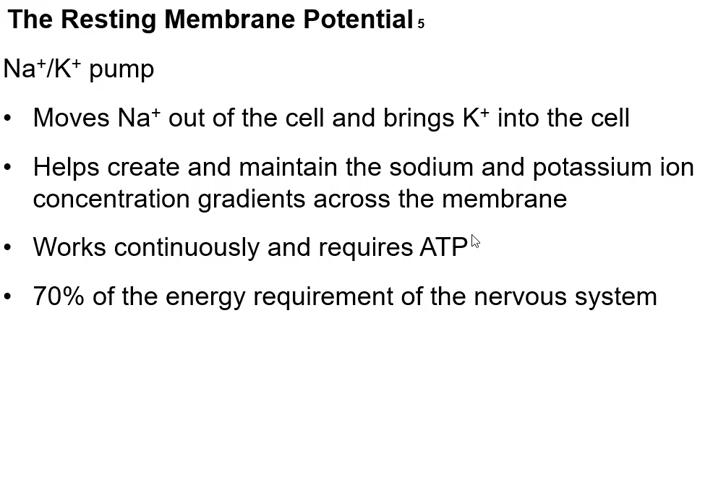 The Resting Membrane Potential 5
Na⁺/K⁺ pump
• Moves Na⁺ out of the cell and brings K⁺ into the cell
• Helps create and maintain the sodium and potassium ion
concentration gradients across the membrane
• Works continuously and requires ATP
• 70% of the energy requirement of the nervous system